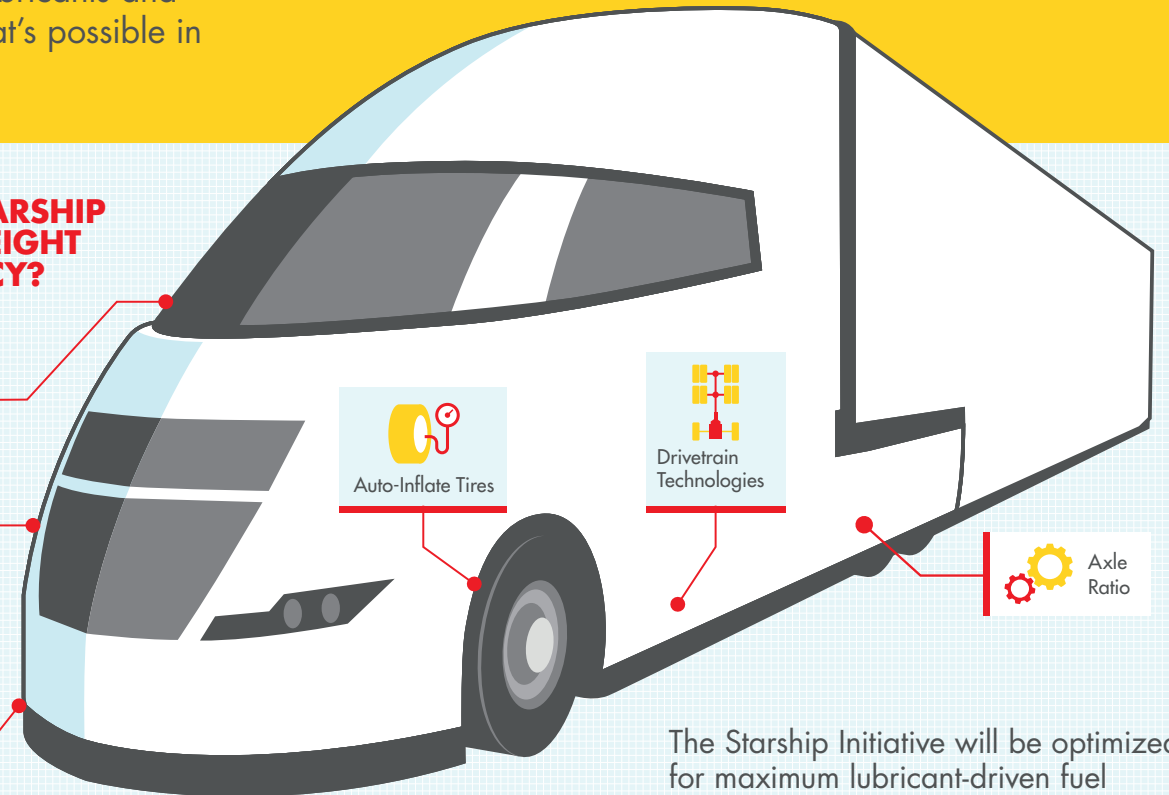 at's possible in
ARSHIP
EIGHT
CY?
Auto-Inflate Tires
Drivetrain
Technologies
Axle
Ratio
The Starship Initiative will be optimized
for maximum lubricant-driven fuel